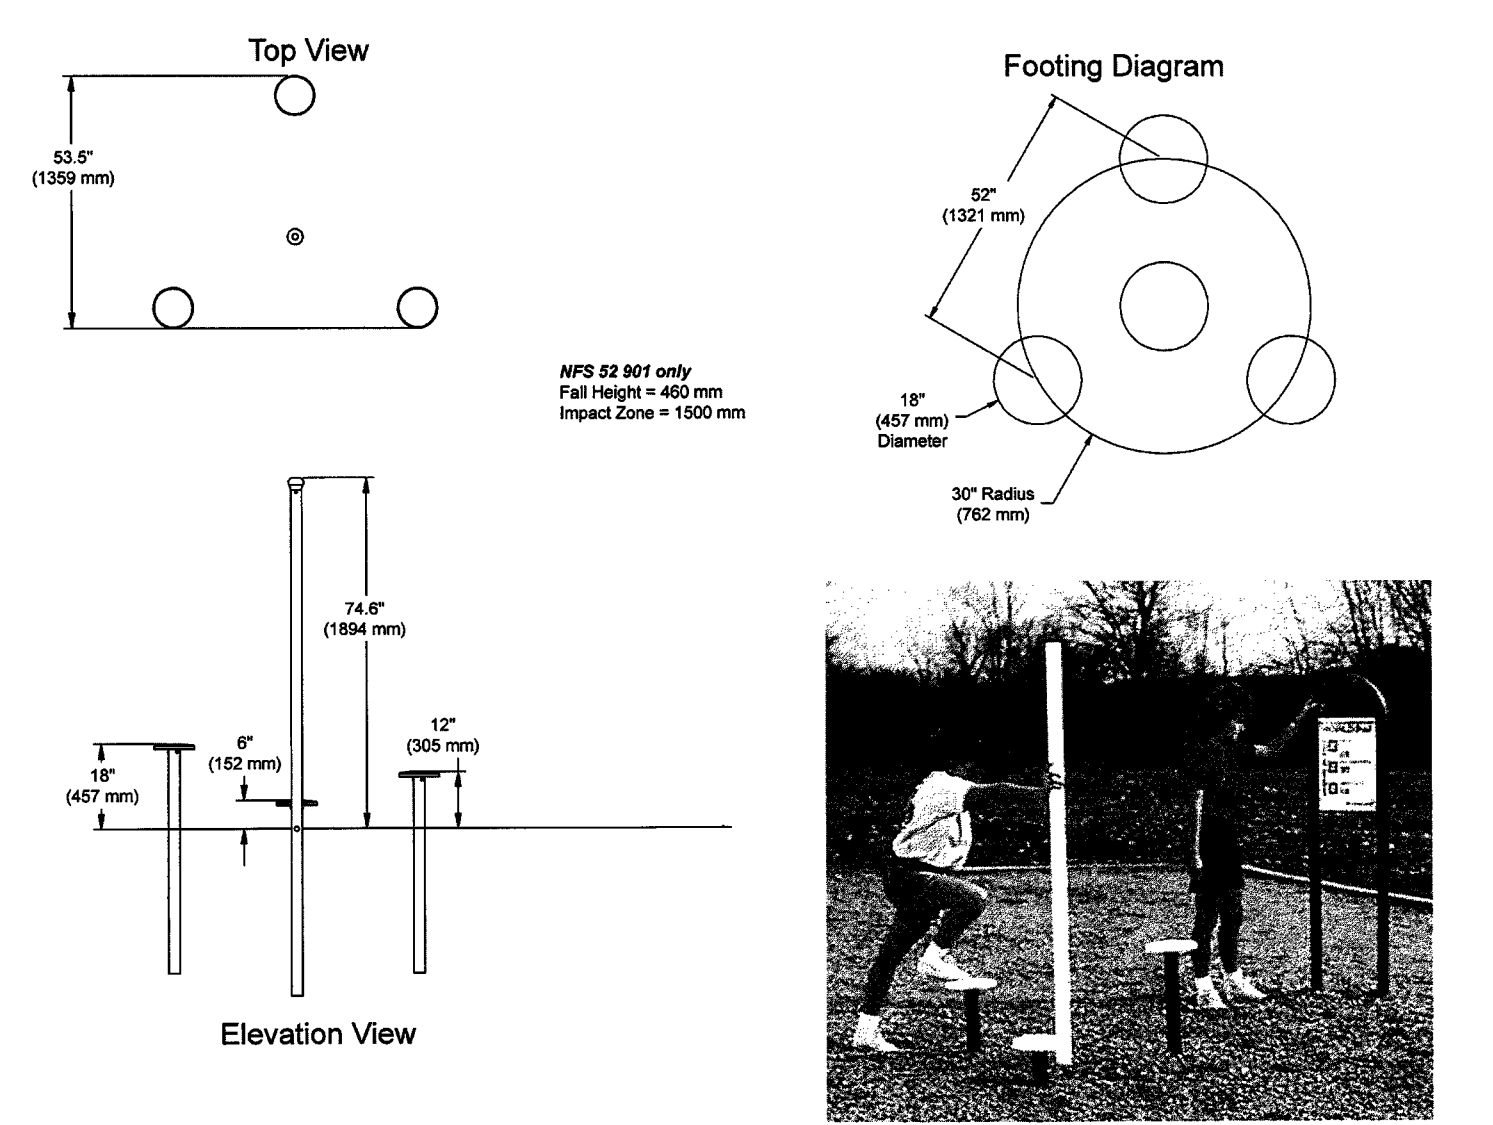 Top View
53.5"
(1359 mm)
NFS 52 901 only
Fall Height = 460 mm
Impact Zone = 1500 mm
Footing Diagram
52"
(1321 mm)
18"
(457 mm)
Diameter
30" Radius
(762 mm)
74.6"
(1894 mm)
18"
(457 mm)
6"
(152 mm)
12"
(305 mm)
Elevation View